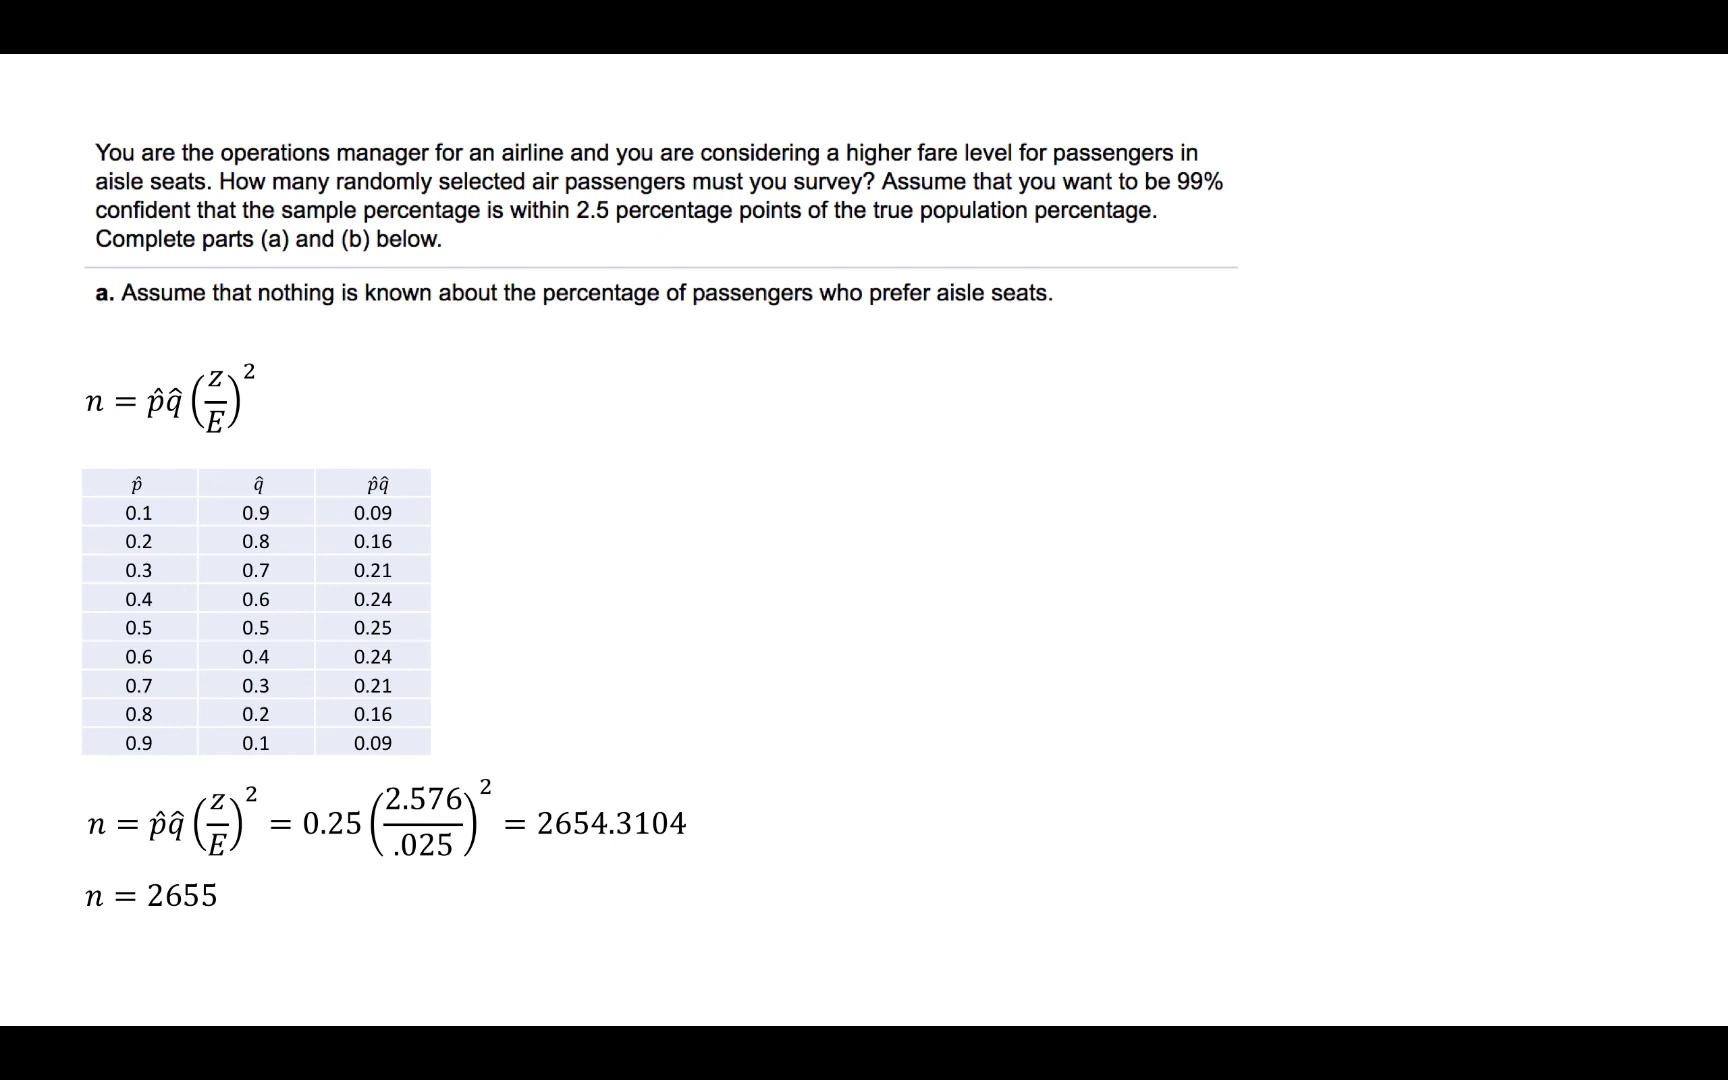 You are the operations manager for an airline and you are considering a higher fare level for passengers in
aisle seats. How many randomly selected air passengers must you survey? Assume that you want to be 99%
confident that the sample percentage is within 2.5 percentage points of the true population percentage.
Complete parts (a) and (b) below.
a. Assume that nothing is known about the percentage of passengers who prefer aisle seats.
n = p̂q̂(z/E)²
p̂ q̂ p̂q̂
0.1 0.9 0.09
0.2 0.8 0.16
0.3 0.7 0.21
0.4 0.6 0.24
0.5 0.5 0.25
0.6 0.4 0.24
0.7 0.3 0.21
0.8 0.2 0.16
0.9 0.1 0.09
n = p̂q̂(z/E)² = 0.25(2.576/.025)² = 2654.3104
n = 2655